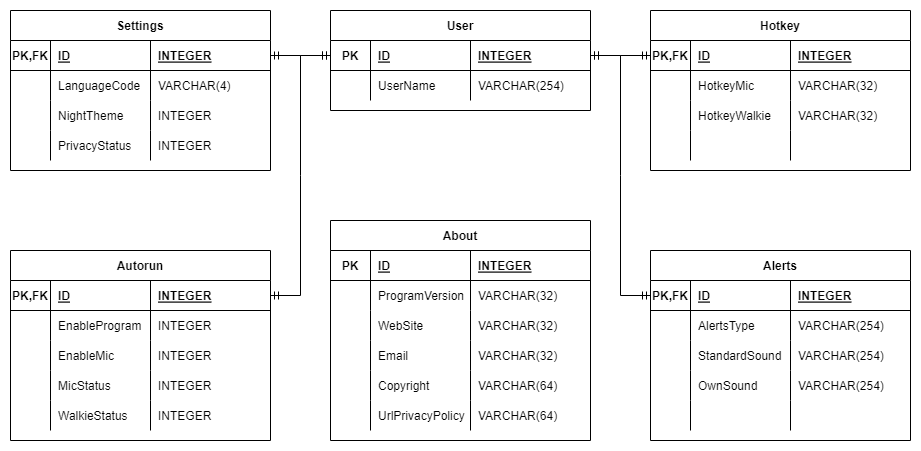 Settings
PK,FK ID INTEGER
LanguageCode VARCHAR(4)
NightTheme INTEGER
PrivacyStatus INTEGER
User
PK ID INTEGER
UserName VARCHAR(254)
Hotkey
PK,FK ID INTEGER
HotkeyMic VARCHAR(32)
HotkeyWalkie VARCHAR(32)
Autorun
PK,FK ID INTEGER
EnableProgram INTEGER
EnableMic INTEGER
MicStatus INTEGER
WalkieStatus INTEGER
About
PK ID INTEGER
ProgramVersion VARCHAR(32)
WebSite VARCHAR(32)
Email VARCHAR(32)
Copyright VARCHAR(64)
UrlPrivacyPolicy VARCHAR(64)
Alerts
PK,FK ID INTEGER
AlertsType VARCHAR(254)
StandardSound VARCHAR(254)
OwnSound VARCHAR(254)